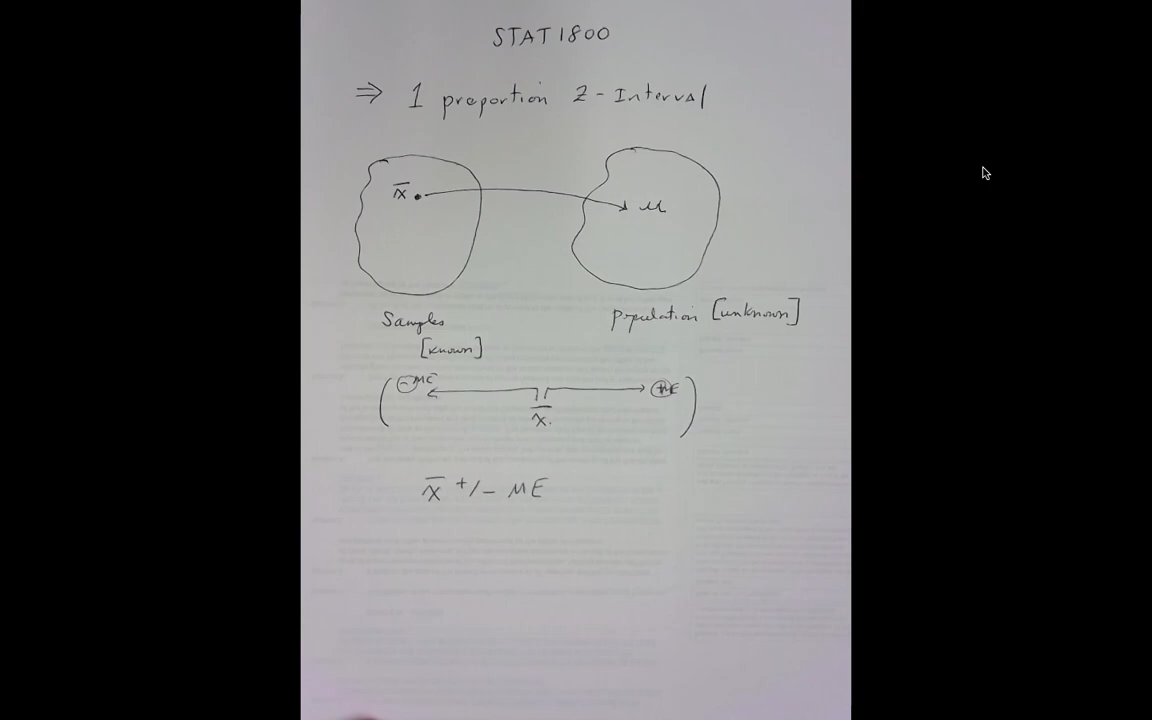 STAT 1800
⇒ 1 proportion Z-Interval
x̄ μ
Samples
[known]
Population [unknown]
( -ME x̄ +ME )
x̄ +/- ME